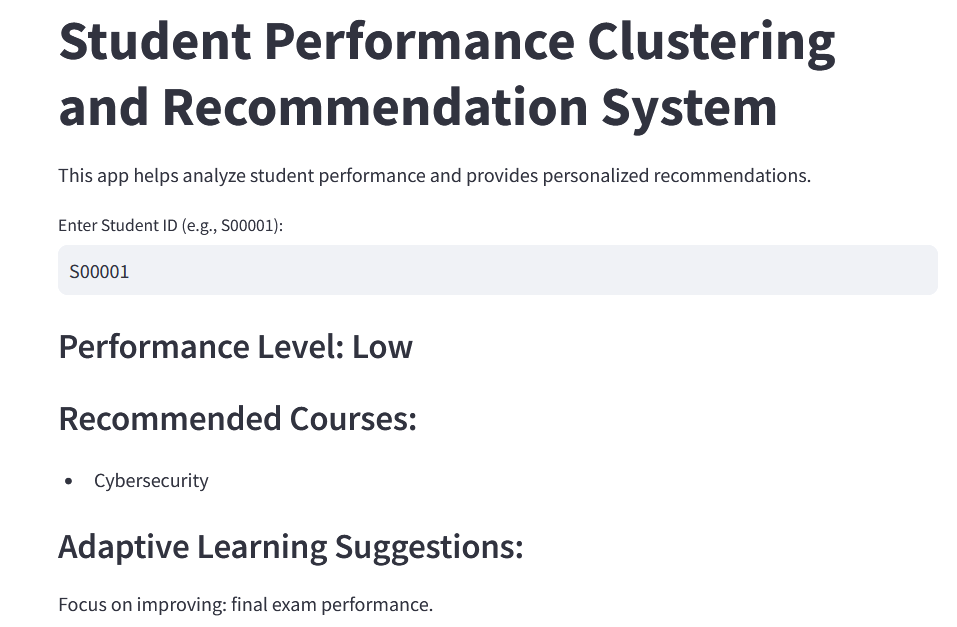 Student Performance Clustering
and Recommendation System
This app helps analyze student performance and provides personalized recommendations.
Enter Student ID (e.g., S00001):
S00001
Performance Level: Low
Recommended Courses:
• Cybersecurity
Adaptive Learning Suggestions:
Focus on improving: final exam performance.